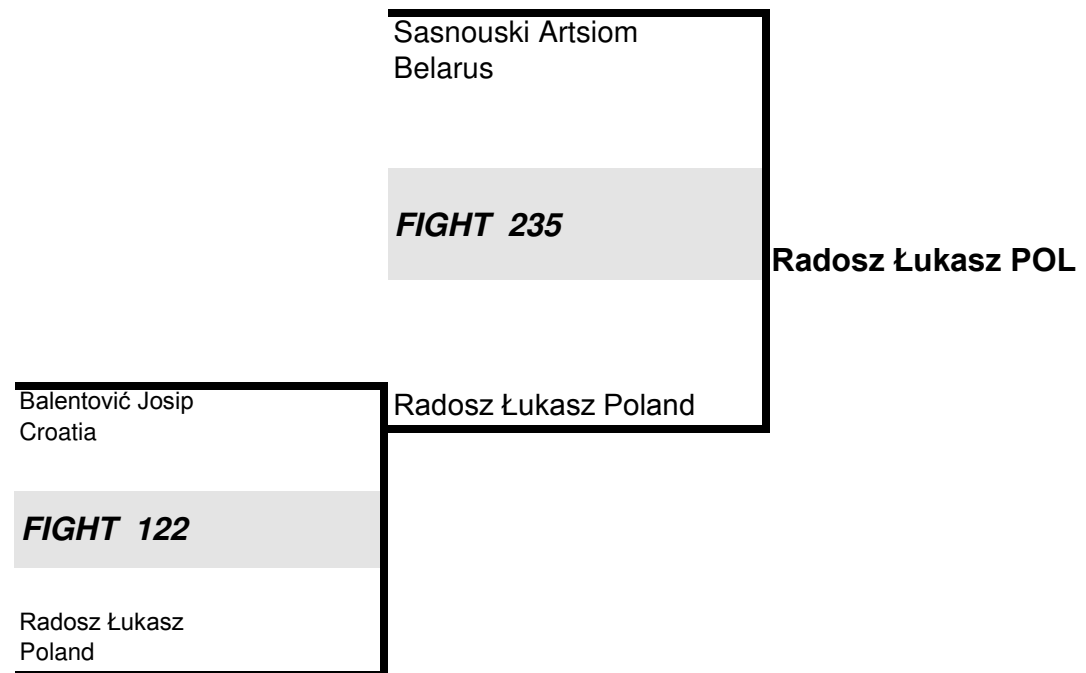 Sasnouski Artsiom
Belarus
FIGHT 235
Radosz Łukasz POL
Balentović Josip
Croatia
Radosz Łukasz Poland
FIGHT 122
Radosz Łukasz
Poland